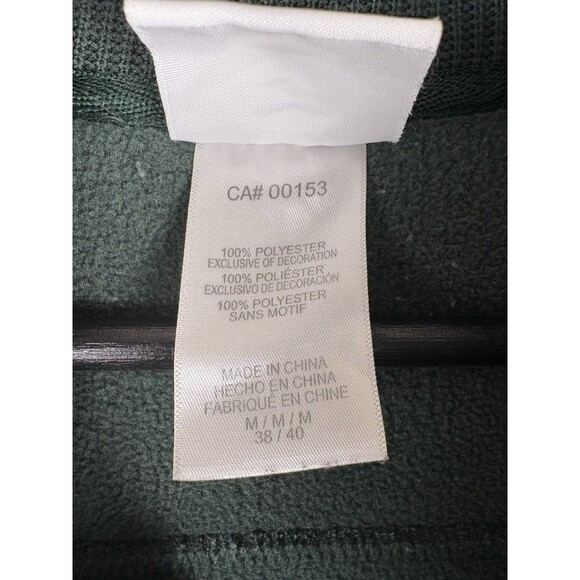 CA# 00153
100% POLYESTER
EXCLUSIVE OF DECORATION
100% POLIÉSTER
EXCLUSIVO DE DECORACIÓN
100% POLYESTER
SANS MOTIF
MADE IN CHINA
HECHO EN CHINA
FABRIQUÉ EN CHINE
M / M / M
38 / 40